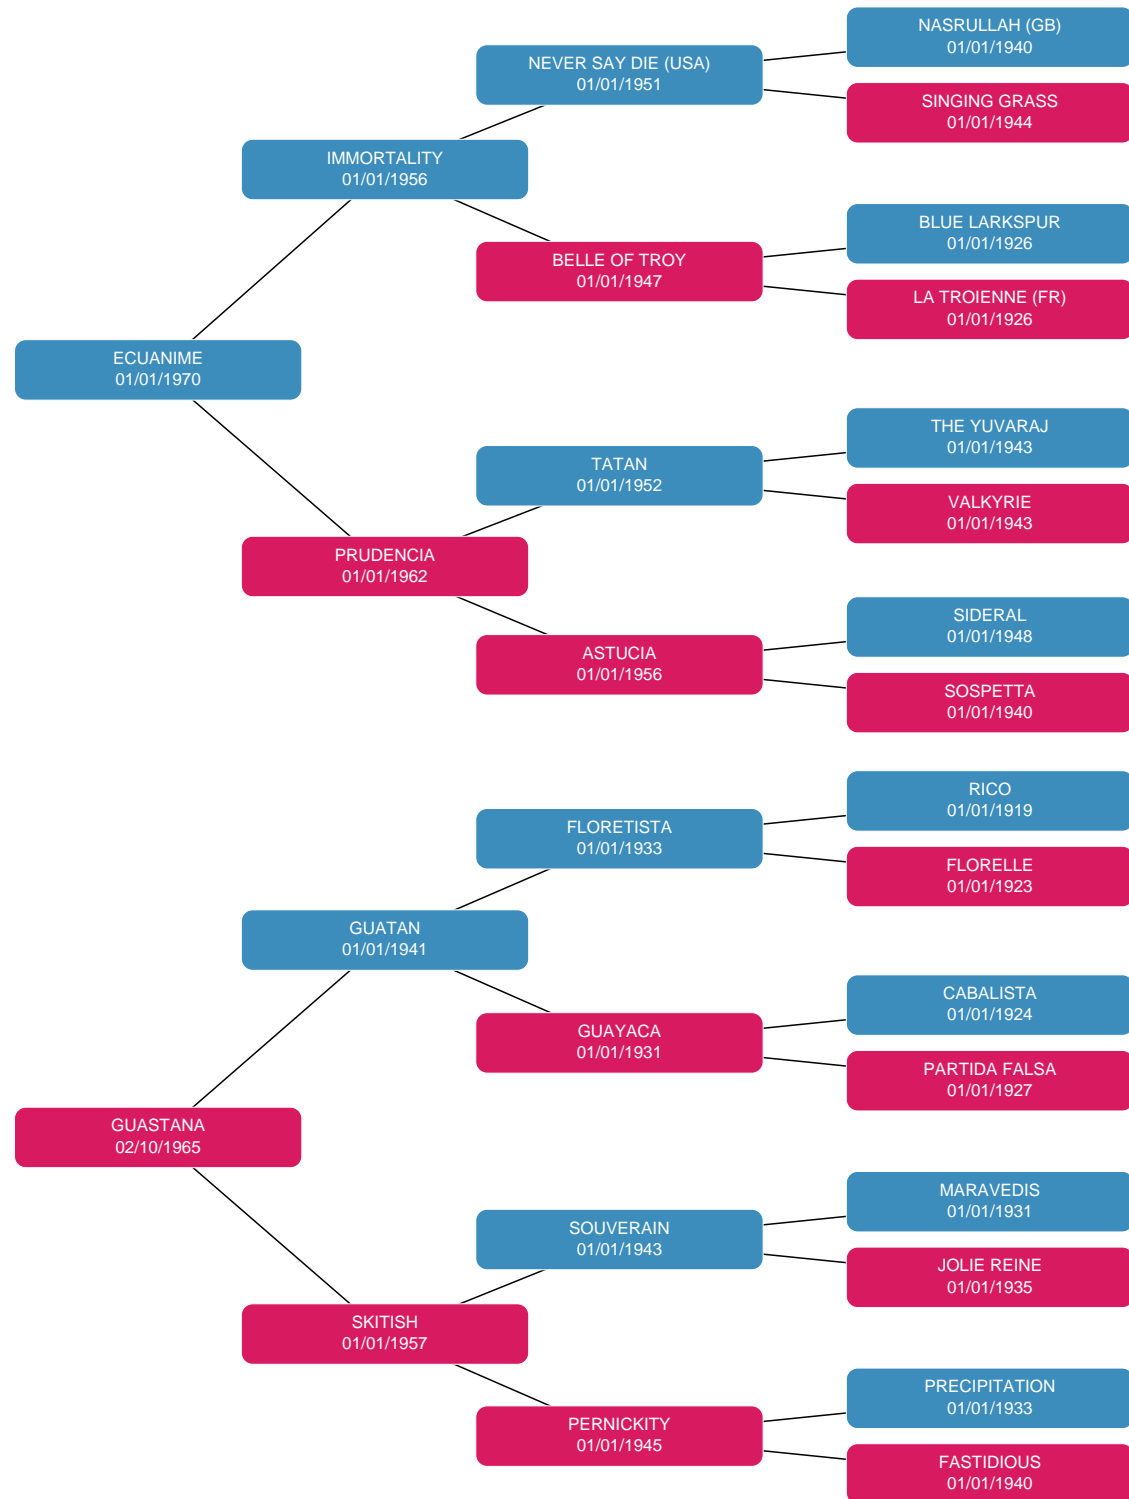 NASRULLAH (GB)
01/01/1940
NEVER SAY DIE (USA)
01/01/1951
SINGING GRASS
01/01/1944
IMMORTALITY
01/01/1956
BLUE LARKSPUR
01/01/1926
BELLE OF TROY
01/01/1947
LA TROIENNE (FR)
01/01/1926
ECUANIME
01/01/1970
THE YUVARAJ
01/01/1943
TATAN
01/01/1952
VALKYRIE
01/01/1943
PRUDENCIA
01/01/1962
SIDERAL
01/01/1948
ASTUCIA
01/01/1956
SOSPETTA
01/01/1940
RICO
01/01/1919
FLORETISTA
01/01/1933
FLORELLE
01/01/1923
GUATAN
01/01/1941
CABALISTA
01/01/1924
GUAYACA
01/01/1931
PARTIDA FALSA
01/01/1927
GUASTANA
02/10/1965
MARAVEDIS
01/01/1931
SOUVERAIN
01/01/1943
JOLIE REINE
01/01/1935
SKITISH
01/01/1957
PRECIPITATION
01/01/1933
PERNICKITY
01/01/1945
FASTIDIOUS
01/01/1940